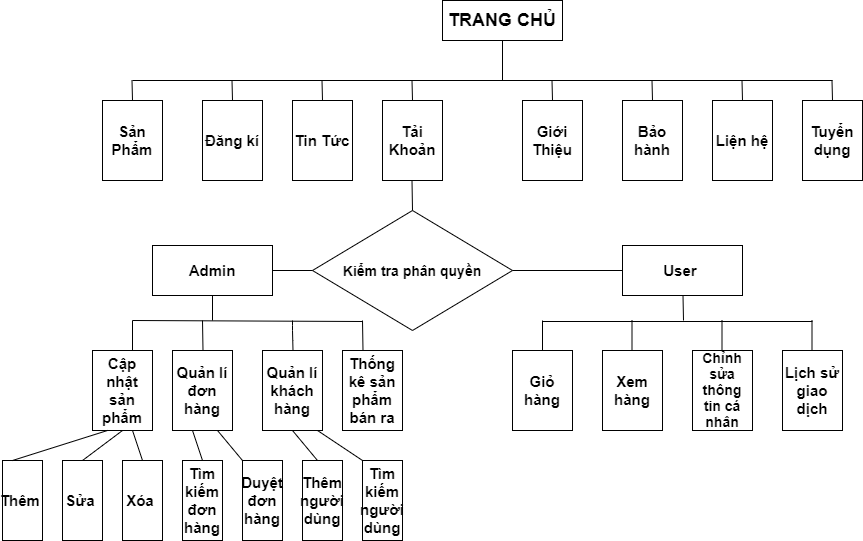 TRANG CHỦ
Sản
Phẩm
Đăng kí
Tin Tức
Tải
Khoản
Giới
Thiệu
Bảo
hành
Liện hệ
Tuyển
dụng
Admin
Kiểm tra phân quyền
User
Cập
nhật
sản
phẩm
Quản lí
đơn
hàng
Quản lí
khách
hàng
Thống
kê sản
phẩm
bán ra
Giỏ
hàng
Xem
hàng
Chỉnh
sửa
thông
tin cá
nhân
Lịch sử
giao
dịch
Thêm
Sửa
Xóa
Tìm
kiếm
đơn
hàng
Duyệt
đơn
hàng
Thêm
người
dùng
Tìm
kiếm
người
dùng